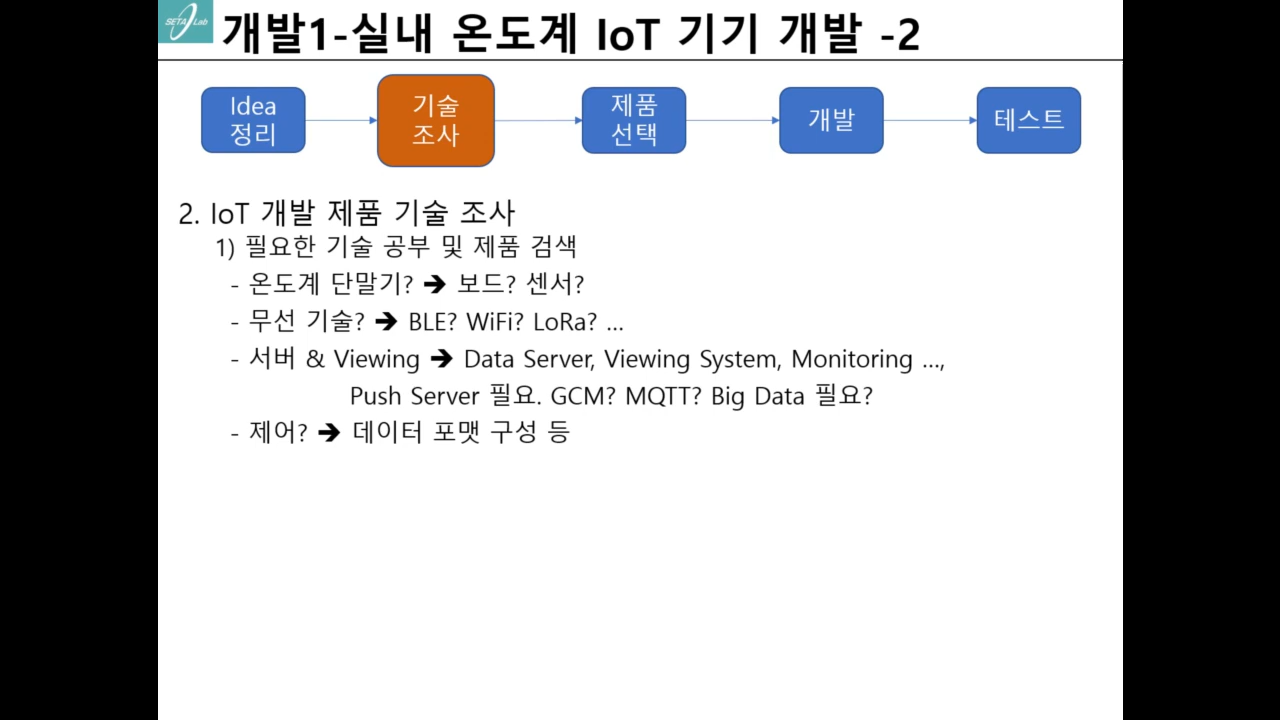 SETA Lab
개발1-실내 온도계 IoT 기기 개발 -2
Idea
정리
기술
조사
제품
선택
개발
테스트
2. IoT 개발 제품 기술 조사
1) 필요한 기술 공부 및 제품 검색
- 온도계 단말기? ➔ 보드? 센서?
- 무선 기술? ➔ BLE? WiFi? LoRa? ...
- 서버 & Viewing ➔ Data Server, Viewing System, Monitoring ...,
Push Server 필요. GCM? MQTT? Big Data 필요?
- 제어? ➔ 데이터 포맷 구성 등